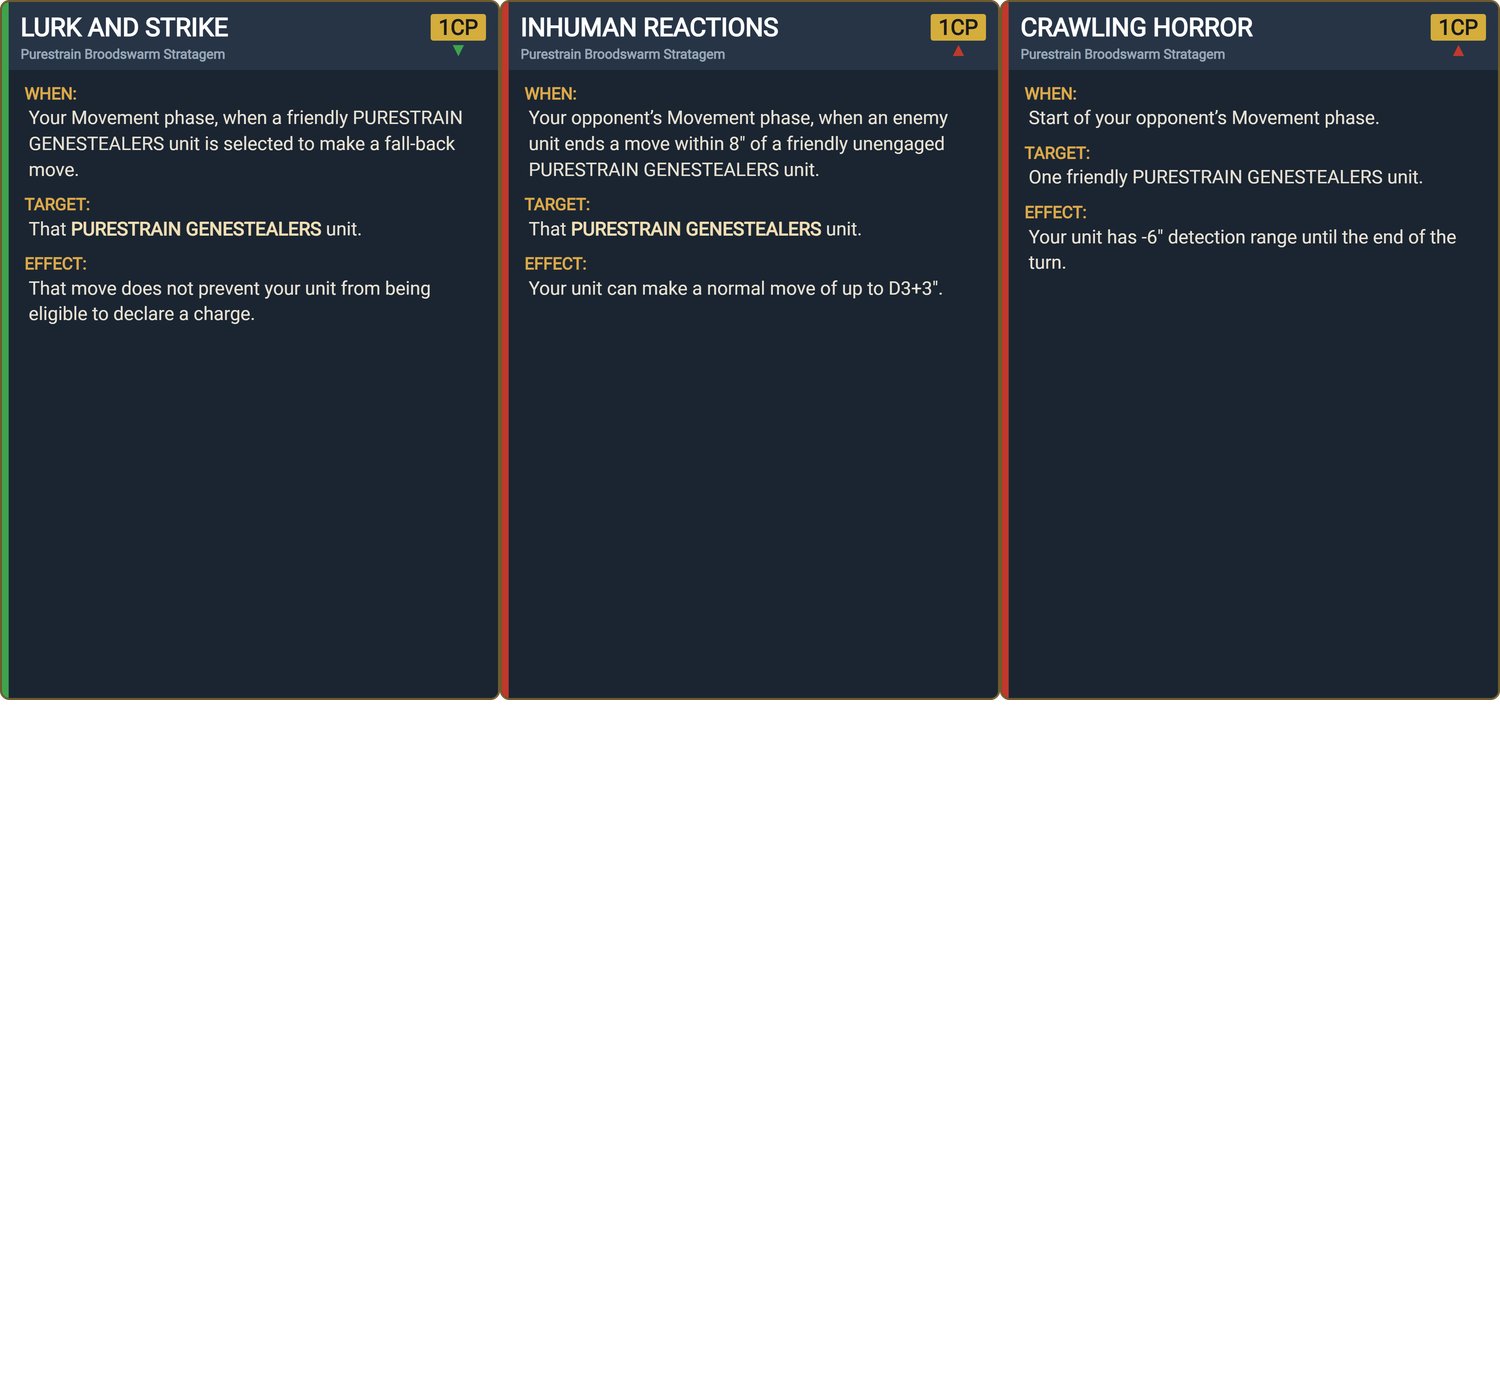 LURK AND STRIKE
1CP
Purestrain Broodswarm Stratagem
WHEN:
Your Movement phase, when a friendly PURESTRAIN
GENESTEALERS unit is selected to make a fall-back
move.
TARGET:
That PURESTRAIN GENESTEALERS unit.
EFFECT:
That move does not prevent your unit from being
eligible to declare a charge.
INHUMAN REACTIONS
1CP
Purestrain Broodswarm Stratagem
WHEN:
Your opponent’s Movement phase, when an enemy
unit ends a move within 8" of a friendly unengaged
PURESTRAIN GENESTEALERS unit.
TARGET:
That PURESTRAIN GENESTEALERS unit.
EFFECT:
Your unit can make a normal move of up to D3+3".
CRAWLING HORROR
1CP
Purestrain Broodswarm Stratagem
WHEN:
Start of your opponent’s Movement phase.
TARGET:
One friendly PURESTRAIN GENESTEALERS unit.
EFFECT:
Your unit has -6" detection range until the end of the
turn.